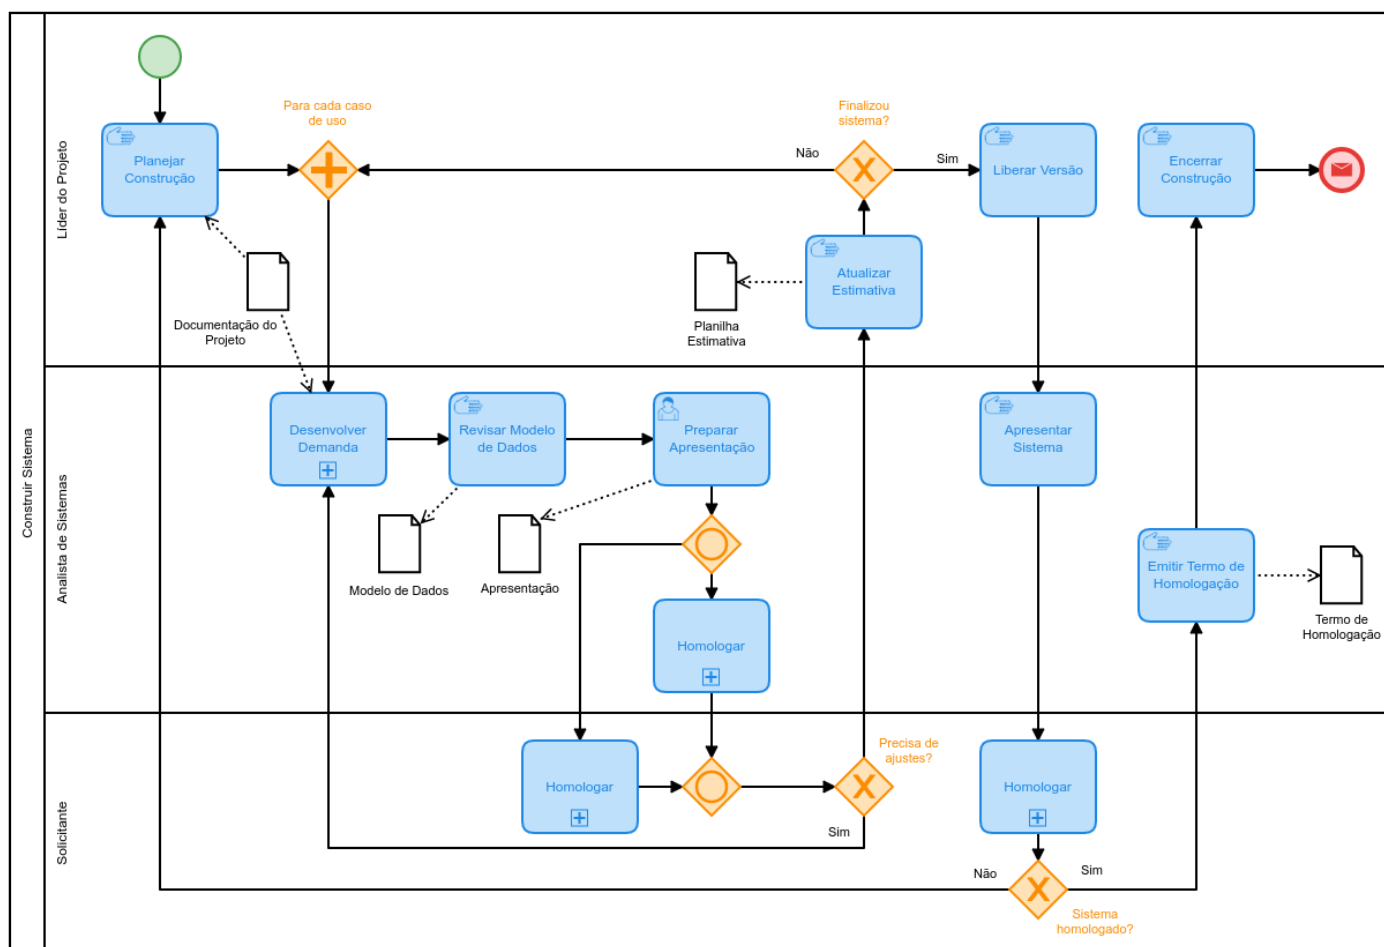 Construir Sistema
Líder do Projeto
Para cada caso
de uso
Finalizou
sistema?
Planejar
Construção
Não
Sim
Liberar Versão
Encerrar
Construção
Atualizar
Estimativa
Documentação do
Projeto
Planilha
Estimativa
Analista de Sistemas
Desenvolver
Demanda
Revisar Modelo
de Dados
Preparar
Apresentação
Apresentar
Sistema
Modelo de Dados
Apresentação
Emitir Termo de
Homologação
Termo de
Homologação
Homologar
Solicitante
Homologar
Precisa de
ajustes?
Homologar
Sim
Não
Sim
Sistema
homologado?